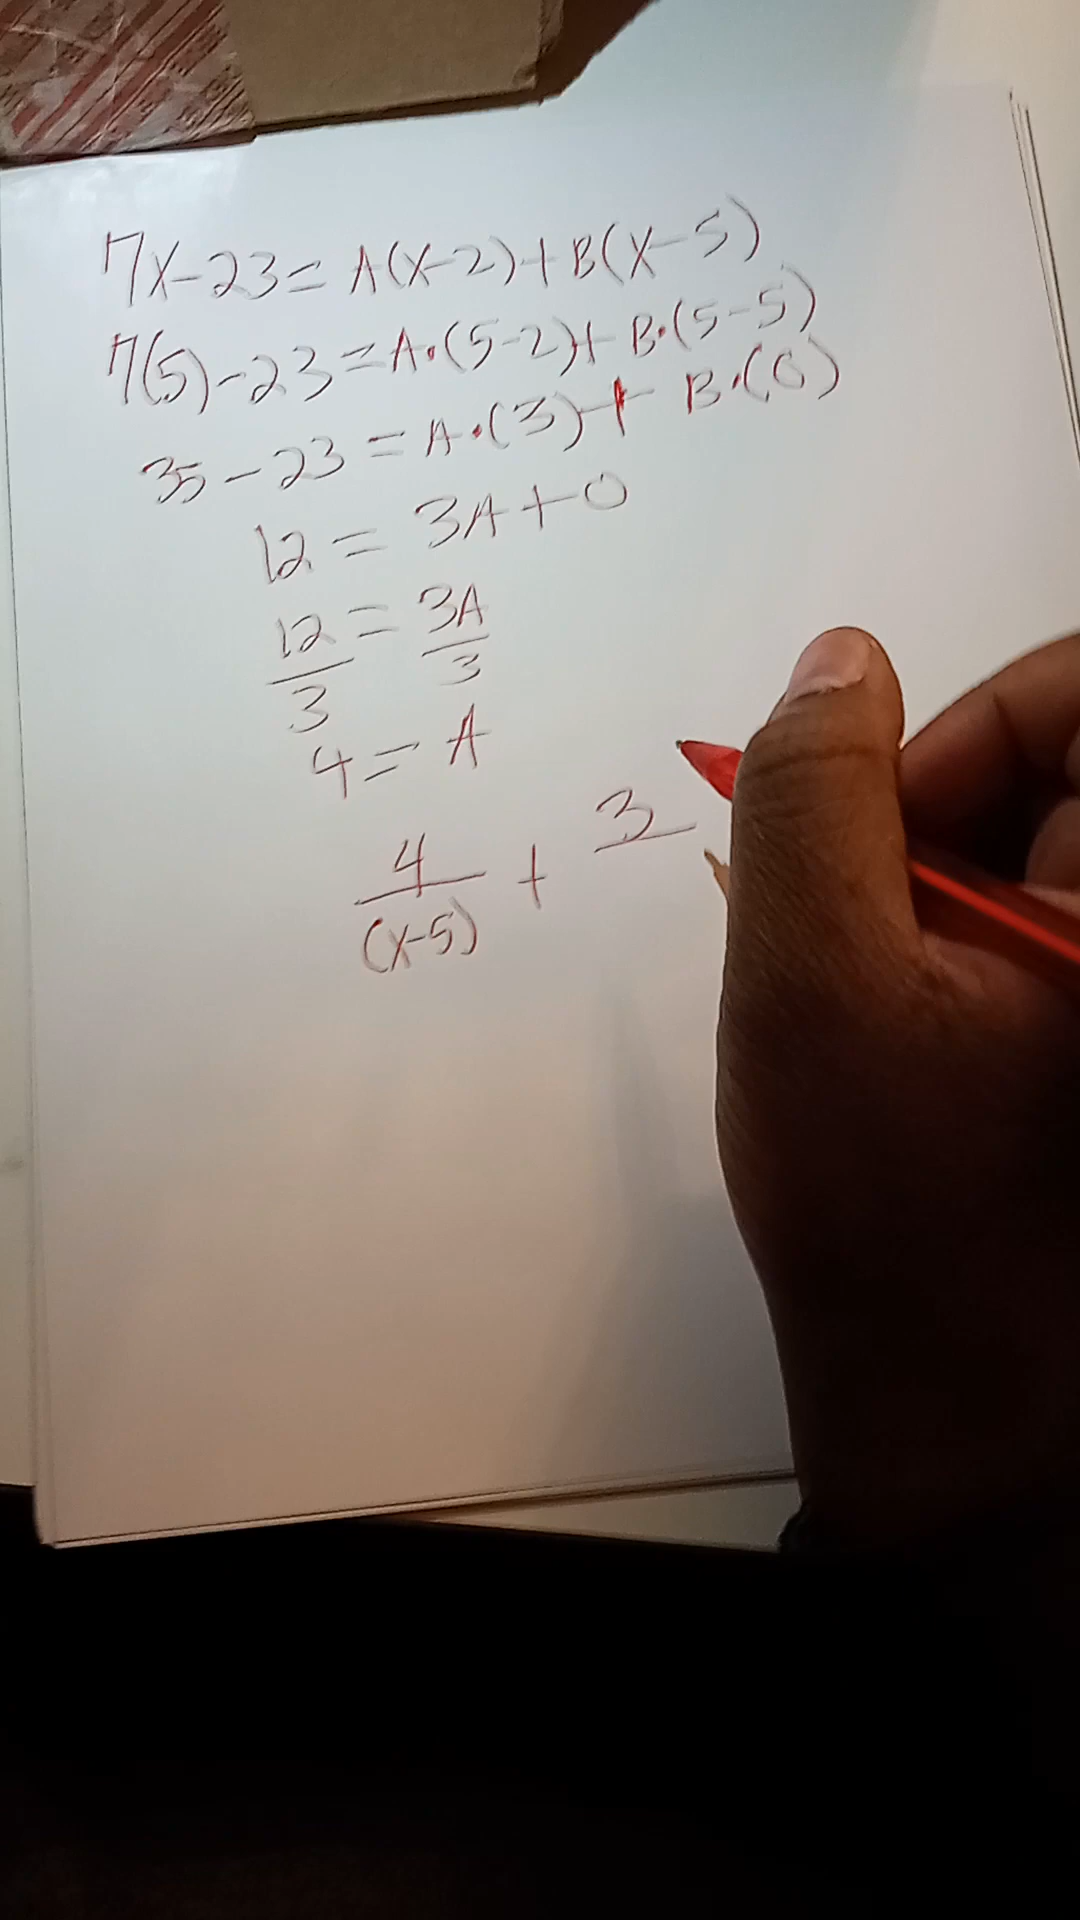 7x-23= A(x-2)+B(x-5)
7(5)-23=A•(5-2)+B•(5-5)
35-23=A•(3)+B•(0)
12=3A+0
12/3=3A/3
4=A
4/(x-5) + 3/